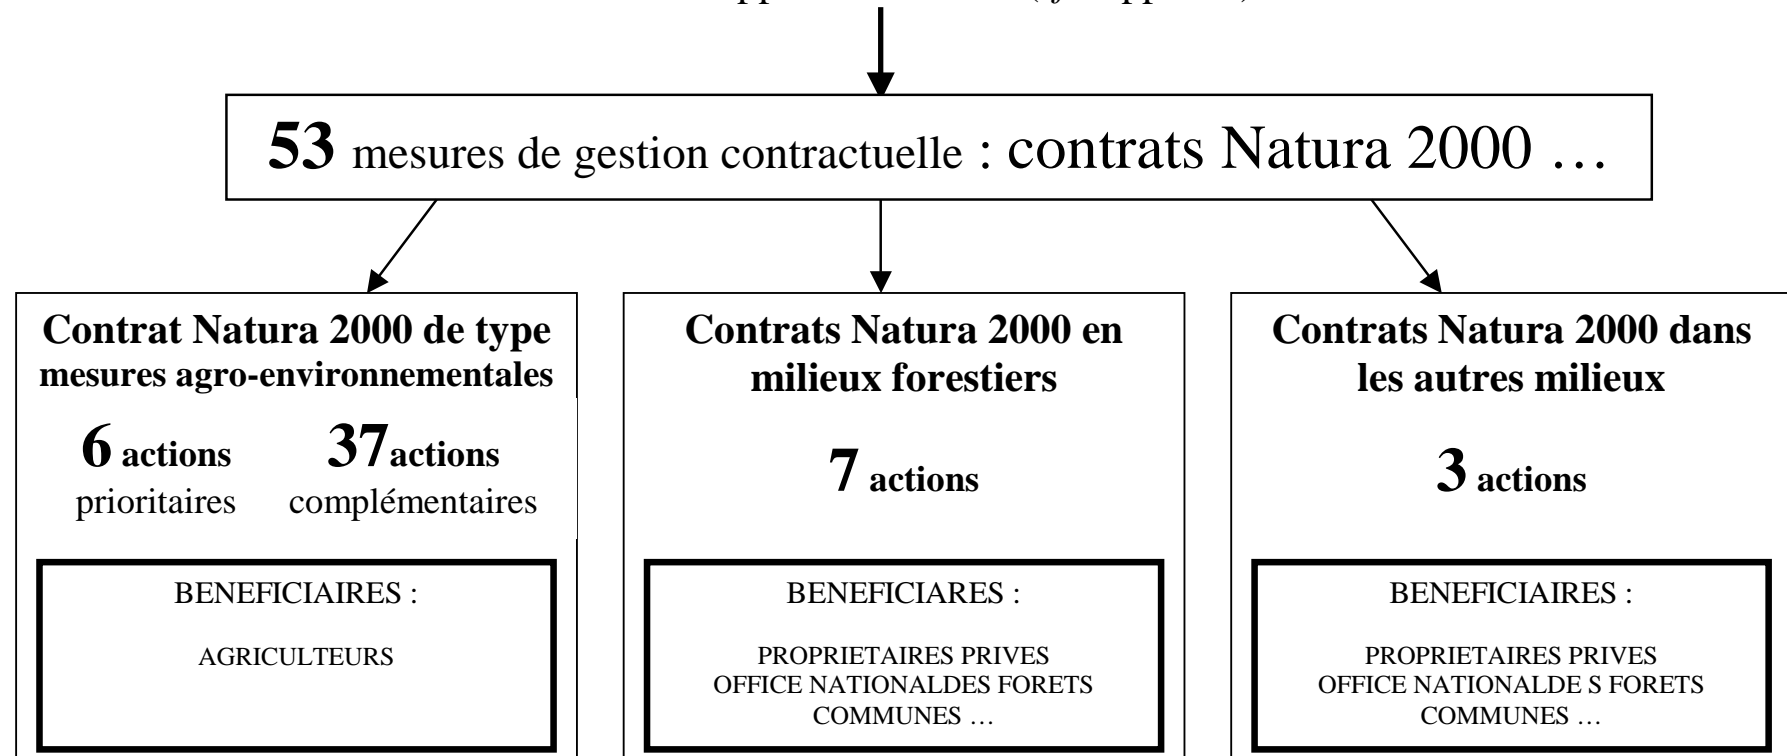 53 mesures de gestion contractuelle : contrats Natura 2000 …
Contrat Natura 2000 de type
mesures agro-environnementales
6 actions
prioritaires
37actions
complémentaires
BENEFICIAIRES :
AGRICULTEURS
Contrats Natura 2000 en
milieux forestiers
7 actions
BENEFICIARES :
PROPRIETAIRES PRIVES
OFFICE NATIONALDES FORETS
COMMUNES …
Contrats Natura 2000 dans
les autres milieux
3 actions
BENEFICIAIRES :
PROPRIETAIRES PRIVES
OFFICE NATIONALDE S FORETS
COMMUNES …